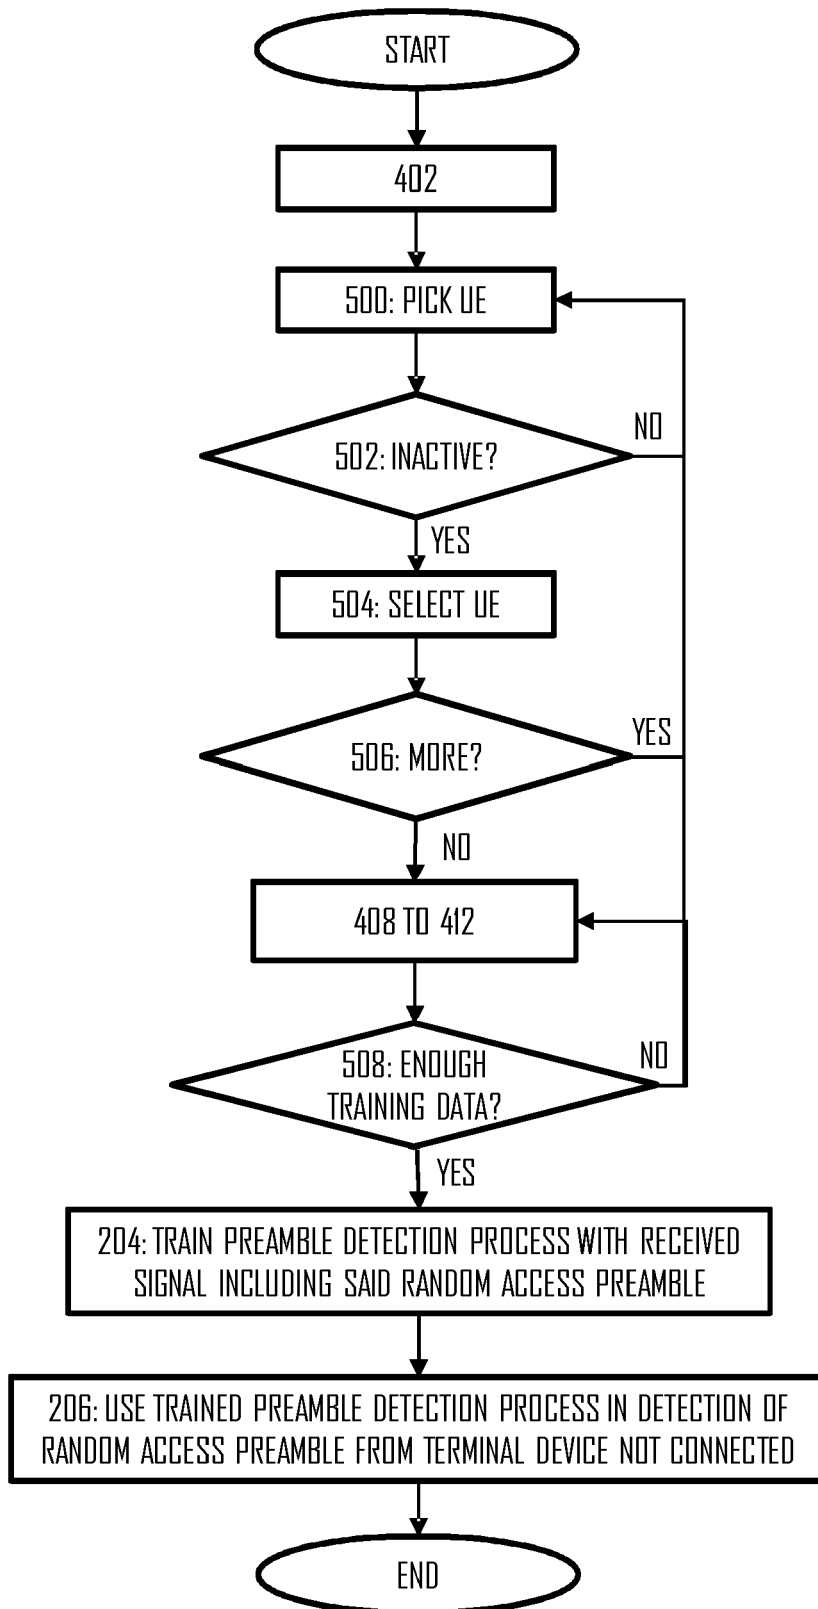 START
402
500: PICK UE
502: INACTIVE?
NO
YES
504: SELECT UE
506: MORE?
YES
NO
408 TO 412
508: ENOUGH
TRAINING DATA?
NO
YES
204: TRAIN PREAMBLE DETECTION PROCESS WITH RECEIVED
SIGNAL INCLUDING SAID RANDOM ACCESS PREAMBLE
206: USE TRAINED PREAMBLE DETECTION PROCESS IN DETECTION OF
RANDOM ACCESS PREAMBLE FROM TERMINAL DEVICE NOT CONNECTED
END